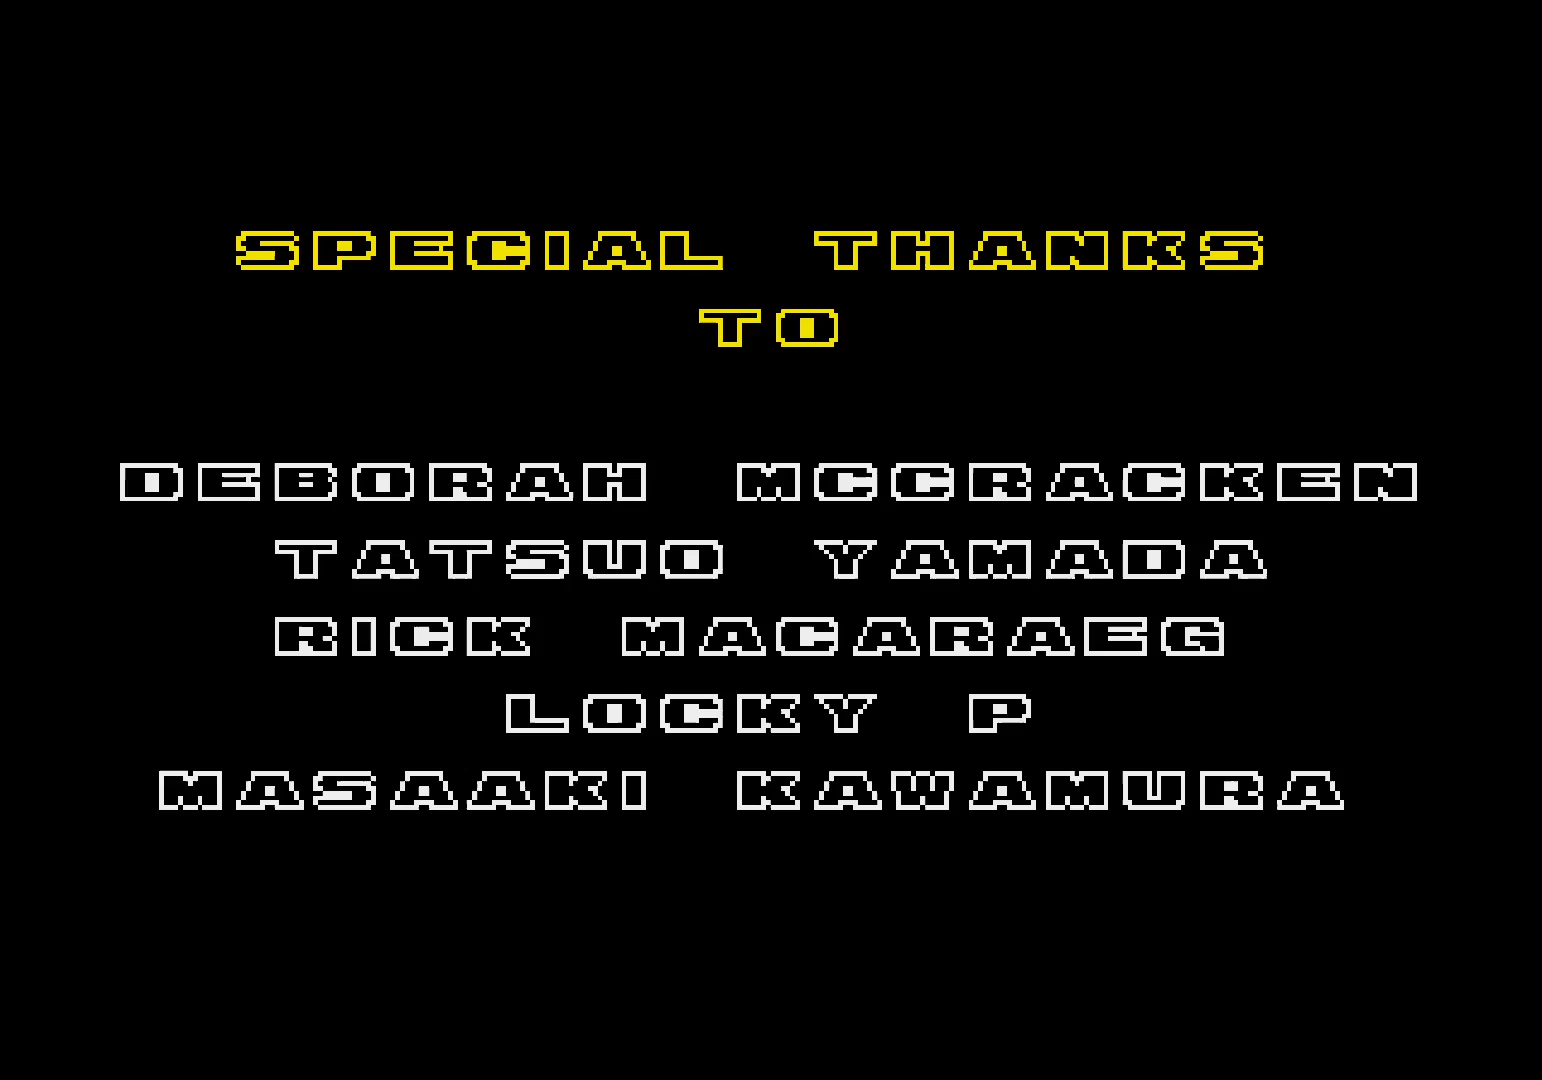 SPECIAL THANKS
TO
DEBORAH MCCRACKEN
TATSUO YAMADA
RICK MACARAEG
LOCKY P
MASAAKI KAWAMURA